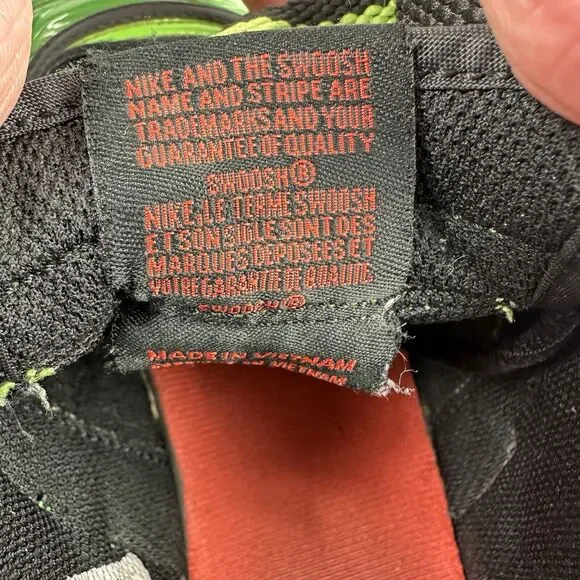 NIKE AND THE SWOOSH
NAME AND STRIPE ARE
TRADEMARKS AND YOUR
GUARANTEE OF QUALITY
SWOOSH®
NIKE, LE TERME SWOOSH
ET SON SIGLE SONT DES
MARQUES DEPOSEES ET
VOTRE GARANTIE DE QUALITE
SWOOSH®
MADE IN VIETNAM
VIETNAM